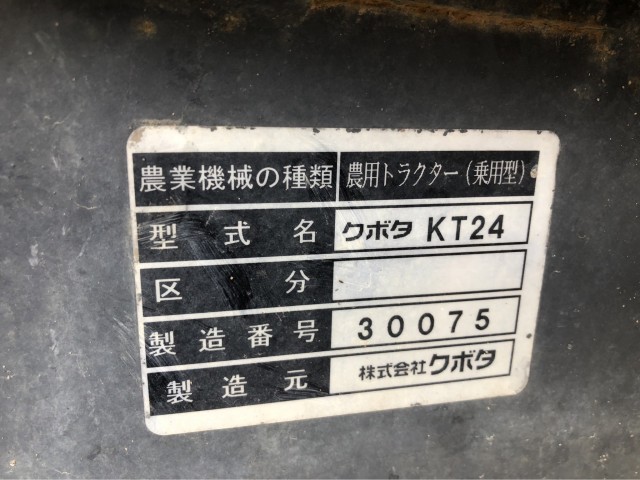 農業機械の種類 農用トラクター(乗用型)
型式名 クボタ KT24
区分
製造番号 30075
製造元 株式会社クボタ